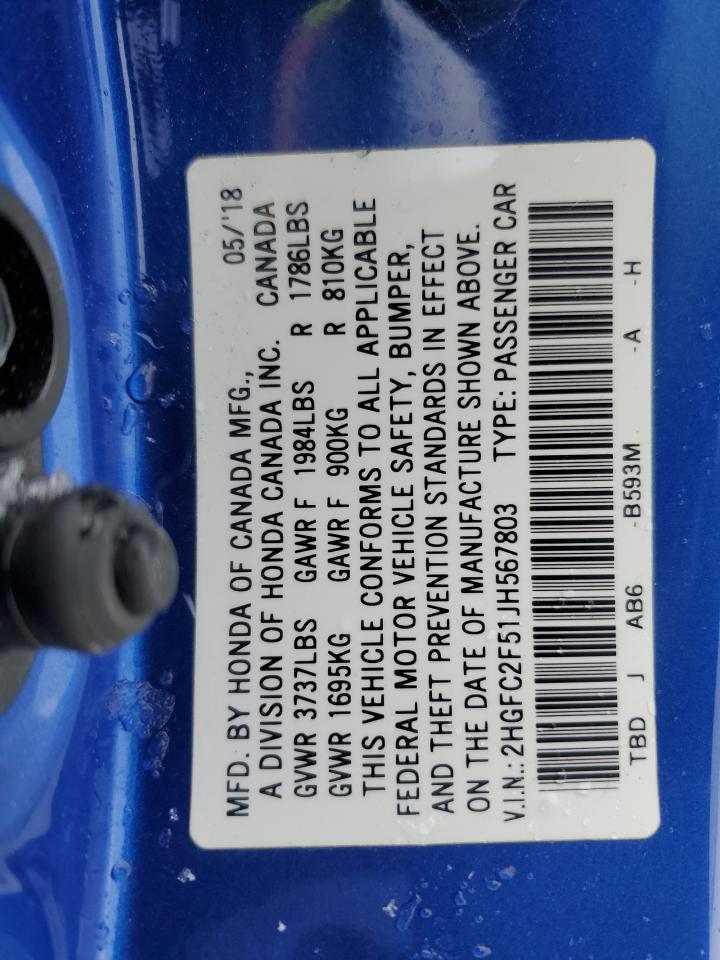 MFD. BY HONDA OF CANADA MFG., 05/'18
A DIVISION OF HONDA CANADA INC. CANADA
GVWR 3737LBS GAWR F 1984LBS R 1786LBS
GVWR 1695KG GAWR F 900KG R 810KG
THIS VEHICLE CONFORMS TO ALL APPLICABLE
FEDERAL MOTOR VEHICLE SAFETY, BUMPER,
AND THEFT PREVENTION STANDARDS IN EFFECT
ON THE DATE OF MANUFACTURE SHOWN ABOVE.
V.I.N.: 2HGFC2F51JH567803 TYPE: PASSENGER CAR
TBD J AB6 -B593M -A -H